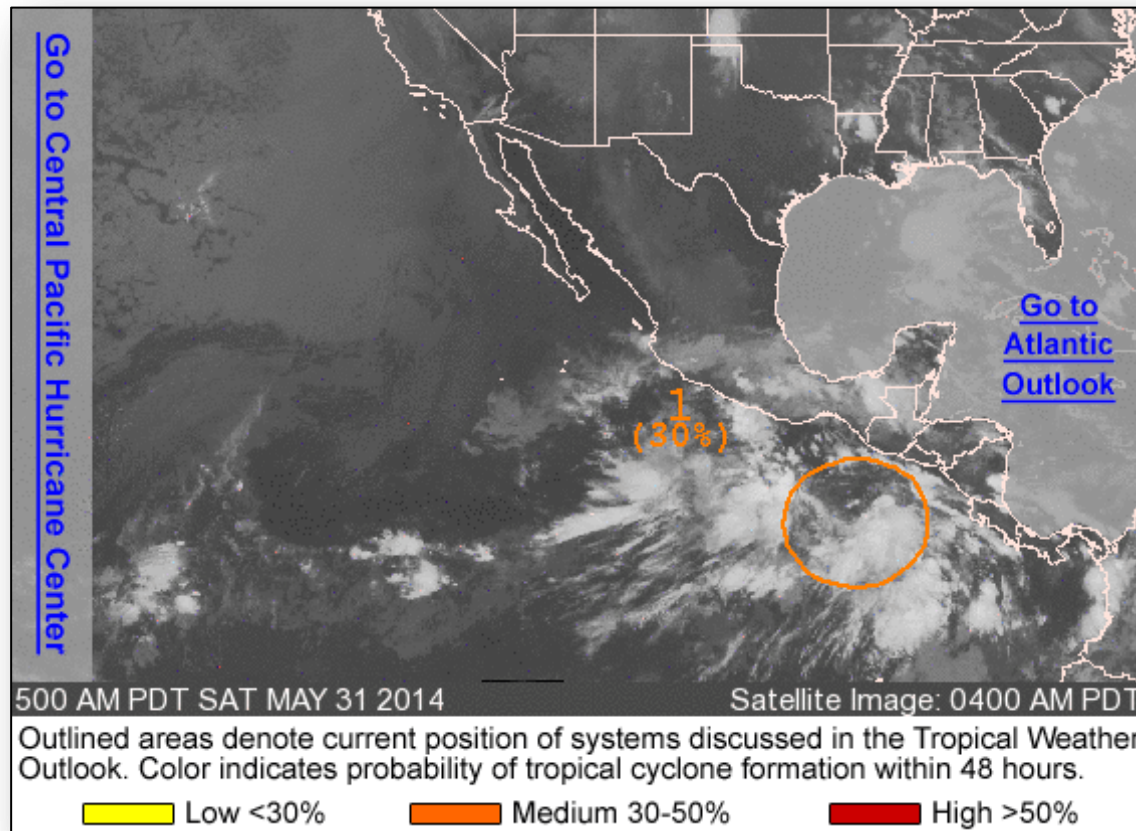 Go to Central Pacific Hurricane Center
Go to
Atlantic
Outlook
1
(30%)
500 AM PDT SAT MAY 31 2014
Satellite Image: 0400 AM PDT
Outlined areas denote current position of systems discussed in the Tropical Weather
Outlook. Color indicates probability of tropical cyclone formation within 48 hours.
Low <30%
Medium 30-50%
High >50%